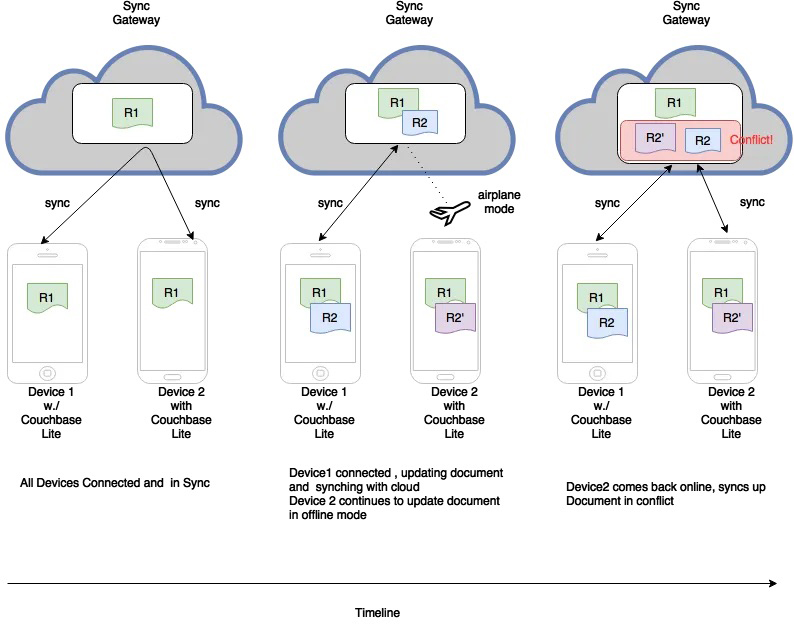 Sync
Gateway
R1
sync
sync
R1
R1
Device 1
w./
Couchbase
Lite
Device 2
with
Couchbase
Lite
All Devices Connected and in Sync
Sync
Gateway
R1
R2
sync
airplane
mode
R1
R2
R1
R2'
Device 1
w./
Couchbase
Lite
Device 2
with
Couchbase
Lite
Device1 connected , updating document
and synching with cloud
Device 2 continues to update document
in offline mode
Sync
Gateway
R1
R2'
R2
Conflict!
sync
sync
R1
R2
R1
R2'
Device 1
w./
Couchbase
Lite
Device 2
with
Couchbase
Lite
Device2 comes back online, syncs up
Document in conflict
Timeline